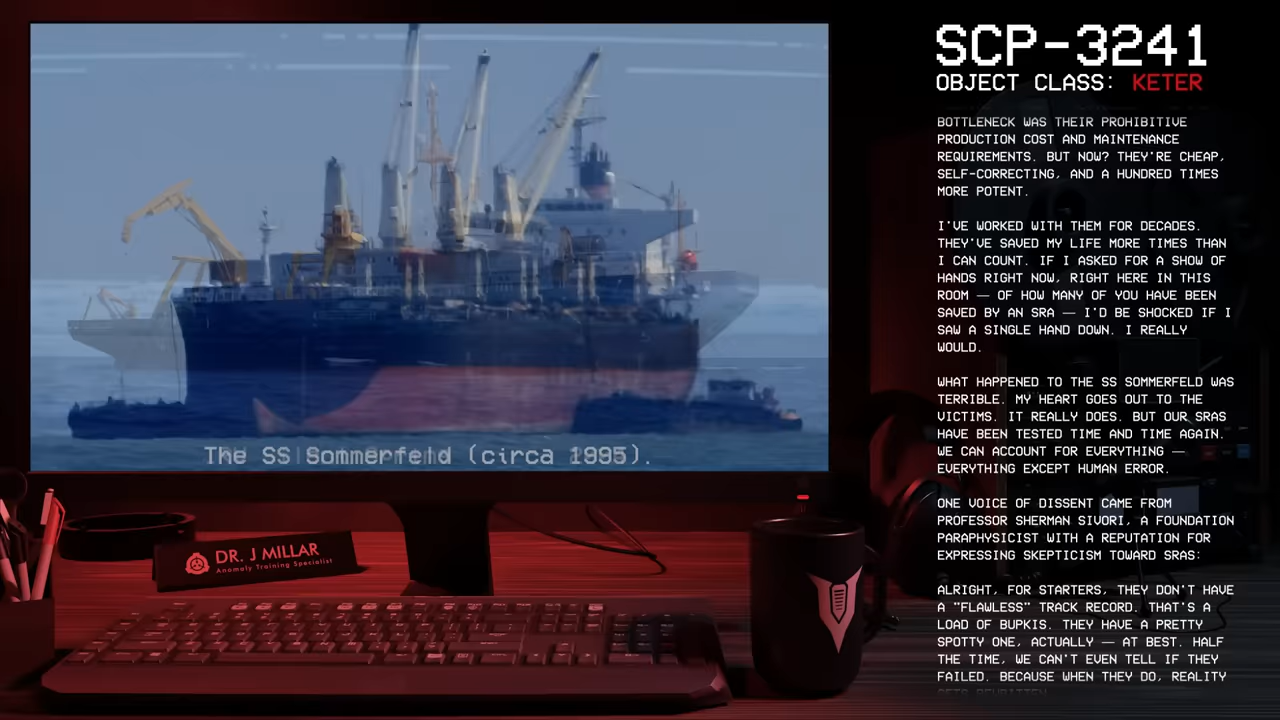 SCP-3241
OBJECT CLASS: KETER
BOTTLENECK WAS THEIR PROHIBITIVE
PRODUCTION COST AND MAINTENANCE
REQUIREMENTS. BUT NOW? THEY'RE CHEAP,
SELF-CORRECTING, AND A HUNDRED TIMES
MORE POTENT.
I'VE WORKED WITH THEM FOR DECADES.
THEY'VE SAVED MY LIFE MORE TIMES THAN
I CAN COUNT. IF I ASKED FOR A SHOW OF
HANDS RIGHT NOW, RIGHT HERE IN THIS
ROOM — OF HOW MANY OF YOU HAVE BEEN
SAVED BY AN SRA — I'D BE SHOCKED IF I
SAW A SINGLE HAND DOWN. I REALLY
WOULD.
WHAT HAPPENED TO THE SS SOMMERFELD WAS
TERRIBLE. MY HEART GOES OUT TO THE
VICTIMS. IT REALLY DOES. BUT OUR SRAS
HAVE BEEN TESTED TIME AND TIME AGAIN.
WE CAN ACCOUNT FOR EVERYTHING —
EVERYTHING EXCEPT HUMAN ERROR.
ONE VOICE OF DISSENT CAME FROM
PROFESSOR SHERMAN SIVORI, A FOUNDATION
PARAPHYSICIST WITH A REPUTATION FOR
EXPRESSING SKEPTICISM TOWARD SRAS:
ALRIGHT, FOR STARTERS, THEY DON'T HAVE
A "FLAWLESS" TRACK RECORD. THAT'S A
LOAD OF BUPKIS. THEY HAVE A PRETTY
SPOTTY ONE, ACTUALLY — AT BEST. HALF
THE TIME, WE CAN'T EVEN TELL IF THEY
FAILED. BECAUSE WHEN THEY DO, REALITY
GETS REWRITTEN
The SS Sommerfeld (circa 1995).
DR. J MILLAR
Anomaly Training Specialist